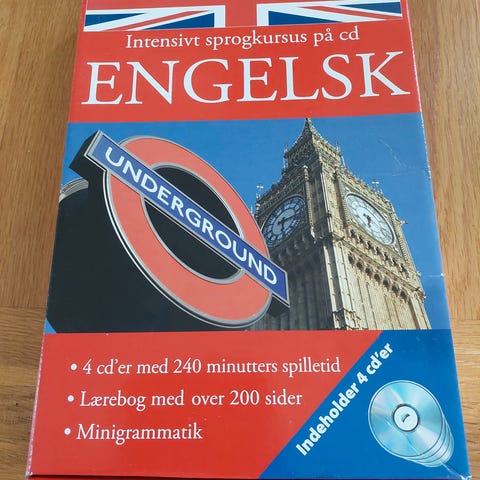 Intensivt sprogkursus på cd
ENGELSK
UNDERGROUND
• 4 cd'er med 240 minutters spilletid
• Lærebog med over 200 sider
• Minigrammatik
Indeholder 4 cd'er